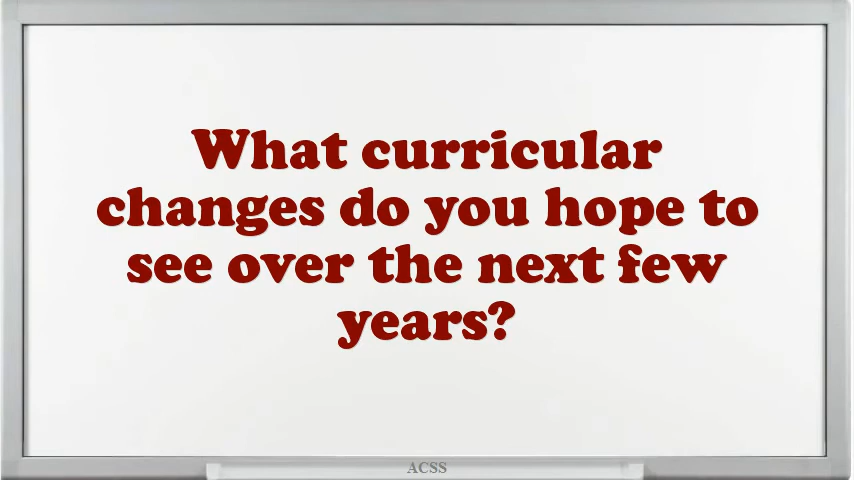 What curricular
changes do you hope to
see over the next few
years?
ACSS